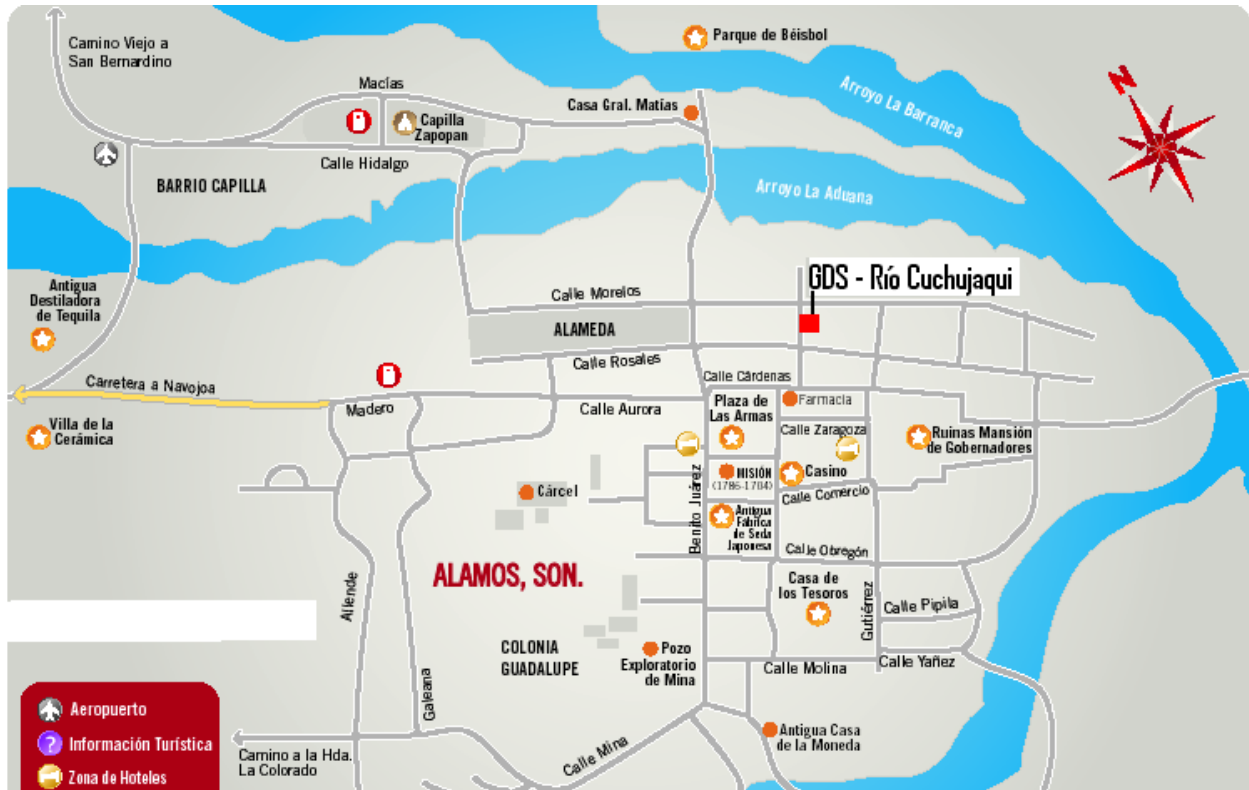 Camino Viejo a
San Bernardino
Parque de Béisbol
N
Macías
Casa Gral. Matías
Arroyo La Barranca
Capilla
Zapopan
Calle Hidalgo
BARRIO CAPILLA
Arroyo La Aduana
GDS - Río Cuchujaqui
Antigua
Destiladora
de Tequila
Calle Morelos
ALAMEDA
Calle Rosales
Carretera a Navojoa
Calle Cárdenas
Madero
Calle Aurora
Plaza de
Las Armas
Farmacia
Calle Zaragoza
Villa de la
Cerámica
Ruinas Mansión
de Gobernadores
MISIÓN
(1786-1704)
Casino
Cárcel
Calle Comercio
Benito Juárez
Antigua
Fábrica
de Seda
Japonesa
Calle Obregón
ALAMOS, SON.
Casa de
los Tesoros
Allende
Gutiérrez
Calle Pipila
COLONIA
GUADALUPE
Pozo
Exploratorio
de Mina
Calle Molina
Calle Yañez
Galeana
Aeropuerto
? Información Turística
Zona de Hoteles
Camino a la Hda.
La Colorado
Calle Mina
Antigua Casa
de la Moneda